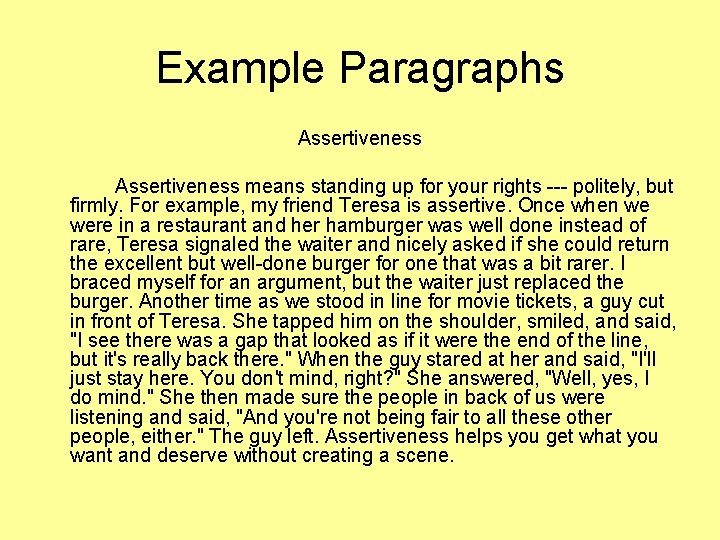 Example Paragraphs
Assertiveness
Assertiveness means standing up for your rights --- politely, but
firmly. For example, my friend Teresa is assertive. Once when we
were in a restaurant and her hamburger was well done instead of
rare, Teresa signaled the waiter and nicely asked if she could return
the excellent but well-done burger for one that was a bit rarer. I
braced myself for an argument, but the waiter just replaced the
burger. Another time as we stood in line for movie tickets, a guy cut
in front of Teresa. She tapped him on the shoulder, smiled, and said,
"I see there was a gap that looked as if it were the end of the line,
but it's really back there. " When the guy stared at her and said, "I'll
just stay here. You don't mind, right? " She answered, "Well, yes, I
do mind. " She then made sure the people in back of us were
listening and said, "And you're not being fair to all these other
people, either. " The guy left. Assertiveness helps you get what you
want and deserve without creating a scene.